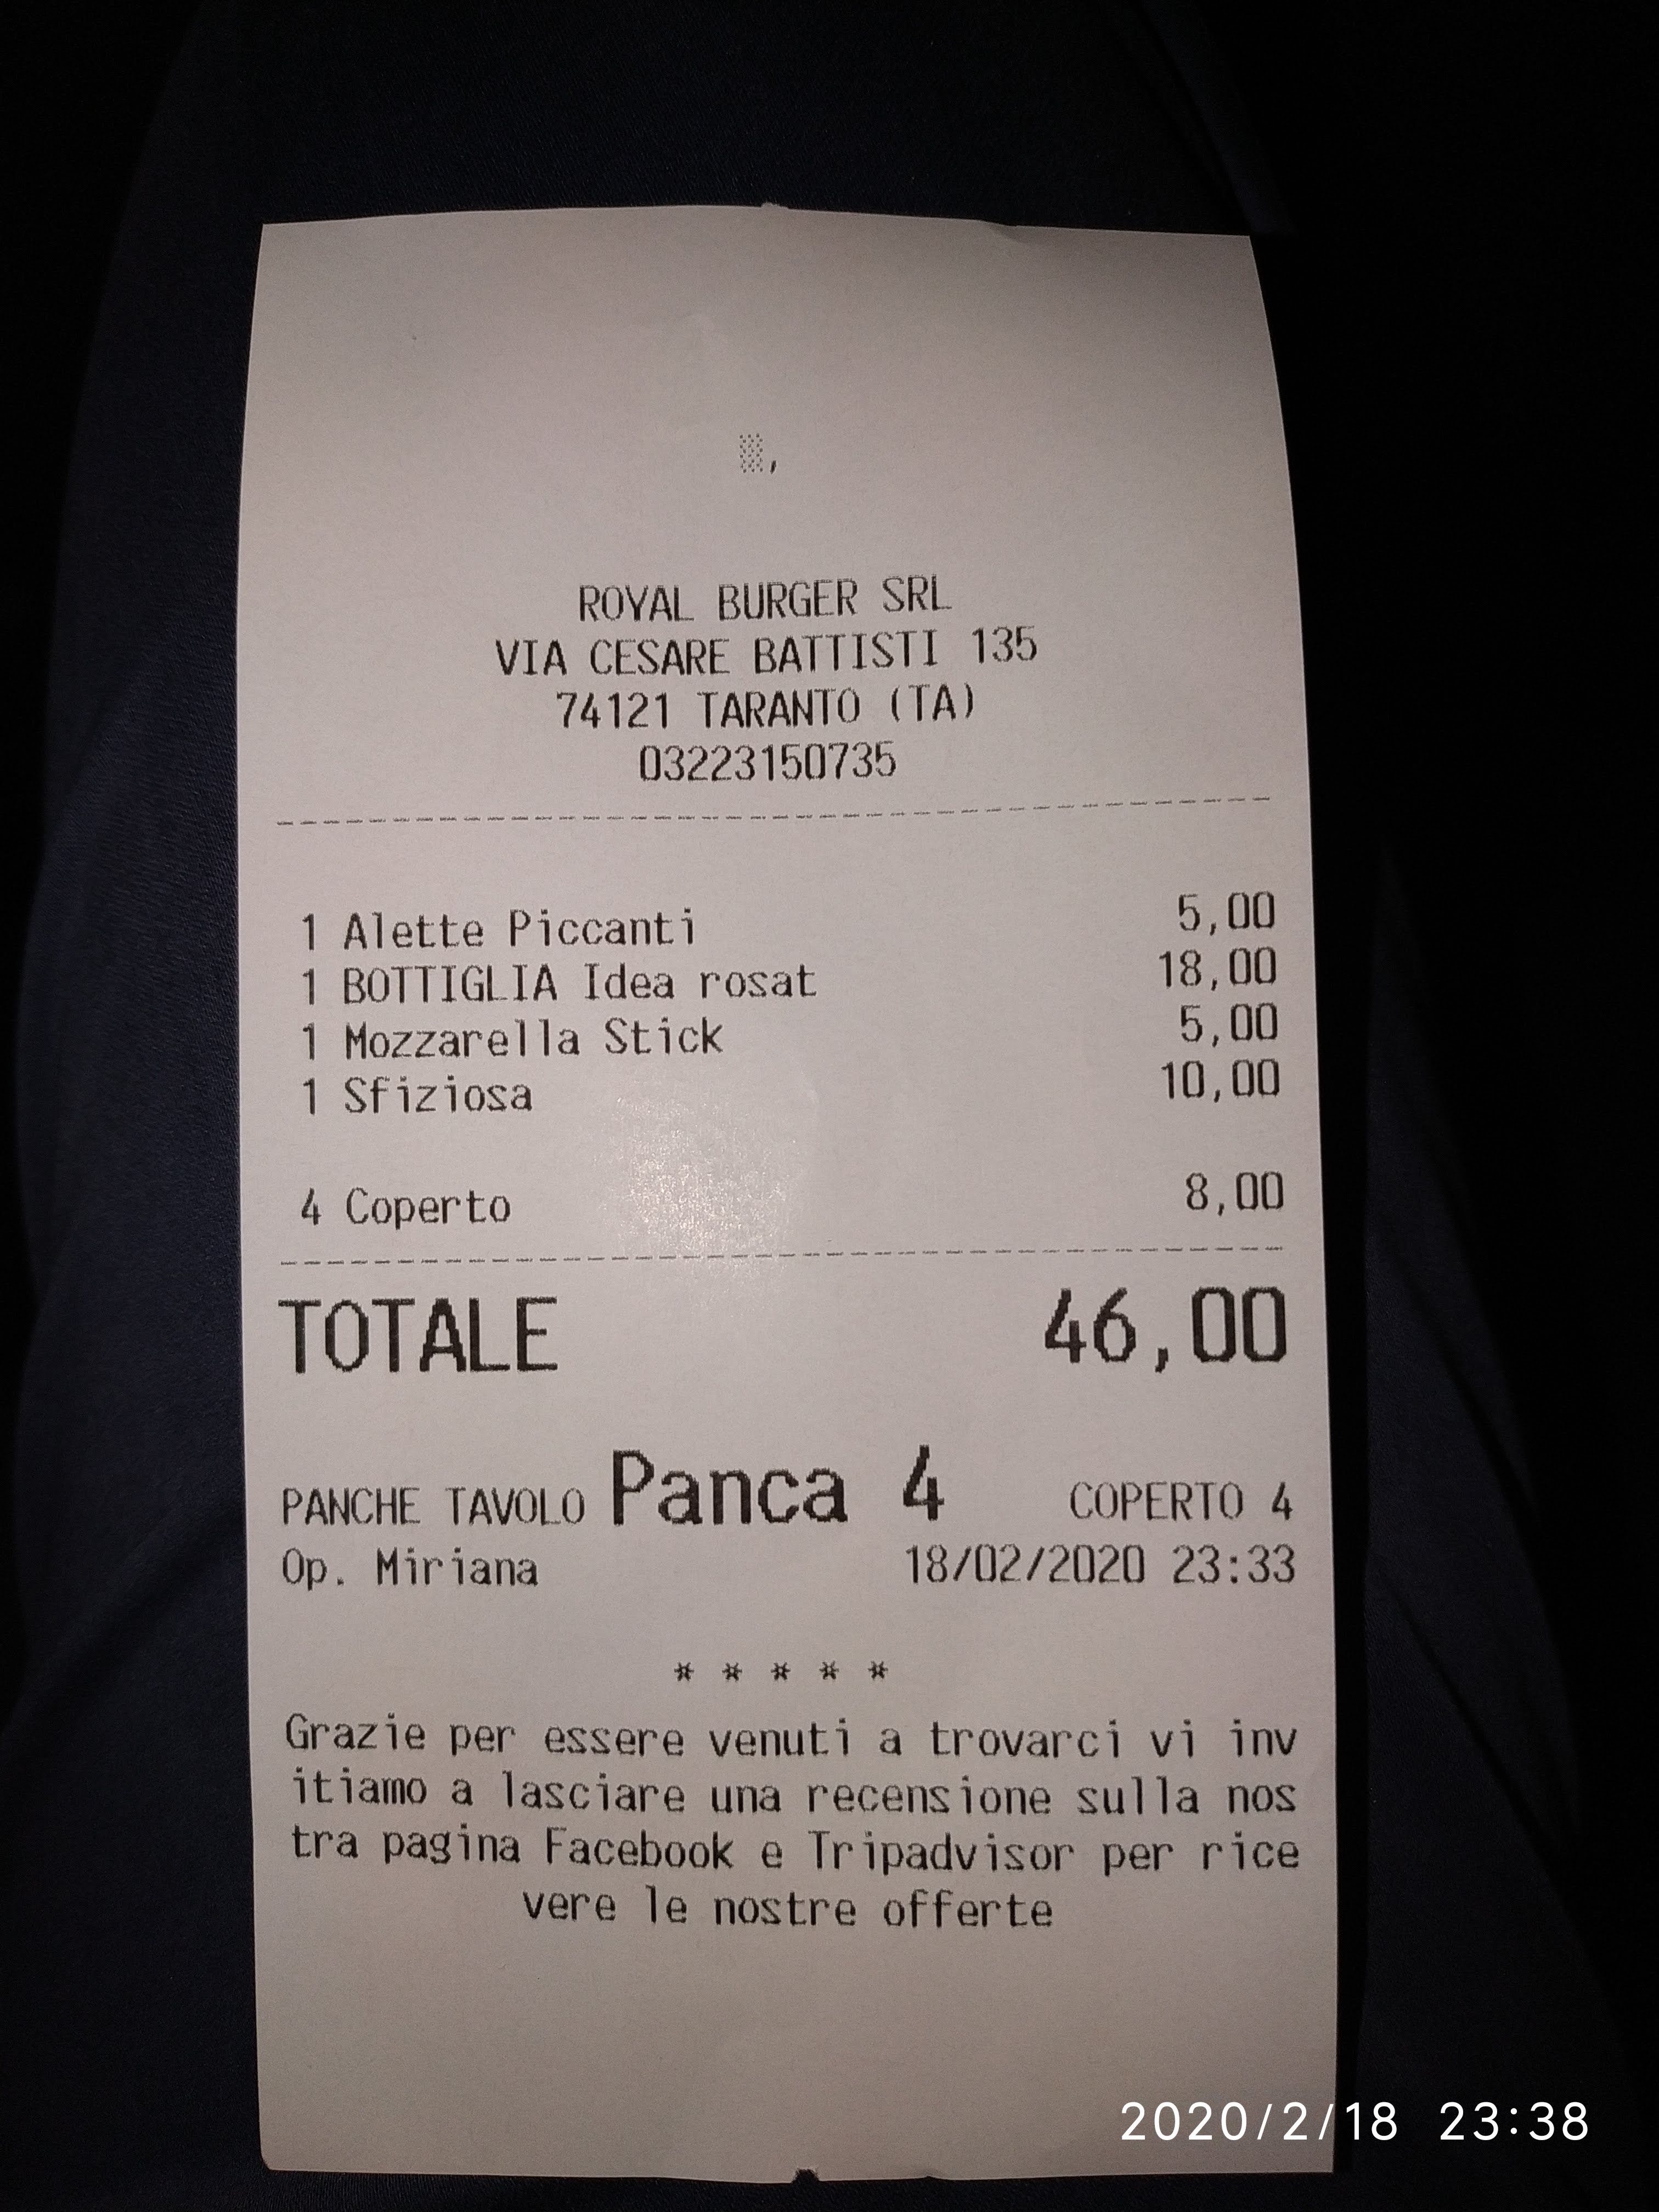 ,
ROYAL BURGER SRL
VIA CESARE BATTISTI 135
74121 TARANTO (TA)
03223150735
1 Alette Piccanti 5,00
1 BOTTIGLIA Idea rosat 18,00
1 Mozzarella Stick 5,00
1 Sfiziosa 10,00
4 Coperto 8,00
TOTALE 46,00
PANCHE TAVOLO Panca 4 COPERTO 4
Op. Miriana 18/02/2020 23:33
* * * * *
Grazie per essere venuti a trovarci vi inv
itiamo a lasciare una recensione sulla nos
tra pagina Facebook e Tripadvisor per rice
vere le nostre offerte
2020/2/18 23:38